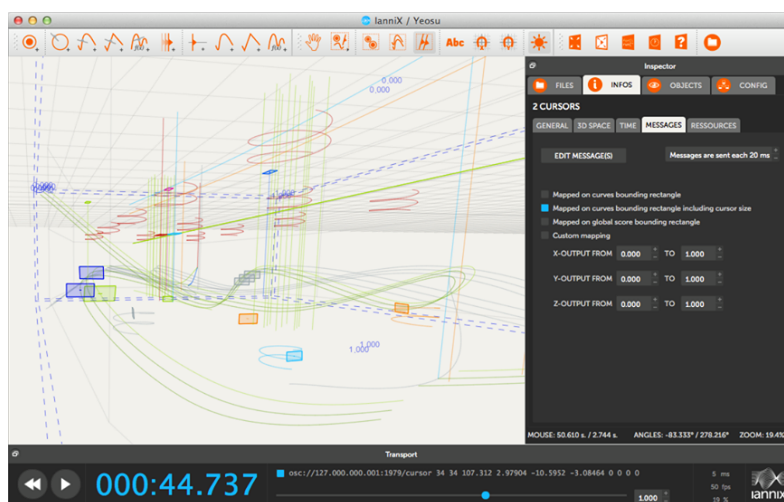 IanniX / Yeosu
Abc
Inspector
FILES
INFOS
OBJECTS
CONFIG
2 CURSORS
GENERAL
3D SPACE
TIME
MESSAGES
RESSOURCES
EDIT MESSAGE(S)
Messages are sent each 20 ms
Mapped on curves bounding rectangle
Mapped on curves bounding rectangle including cursor size
Mapped on global score bounding rectangle
Custom mapping
X-OUTPUT FROM 0.000 TO 1.000
Y-OUTPUT FROM 0.000 TO 1.000
Z-OUTPUT FROM 0.000 TO 1.000
0.000
0.000
1.000
1.000
1.000
MOUSE: 50.610 s. / 2.744 s. ANGLES: -83.333° / 278.216° ZOOM: 19.4%
Transport
000:44.737
osc://127.000.000.001:1979/cursor 34 34 107.312 2.97904 -10.5952 -3.08464 0 0 0 0
1.000
5 ms
50 fps
19 %
IanniX